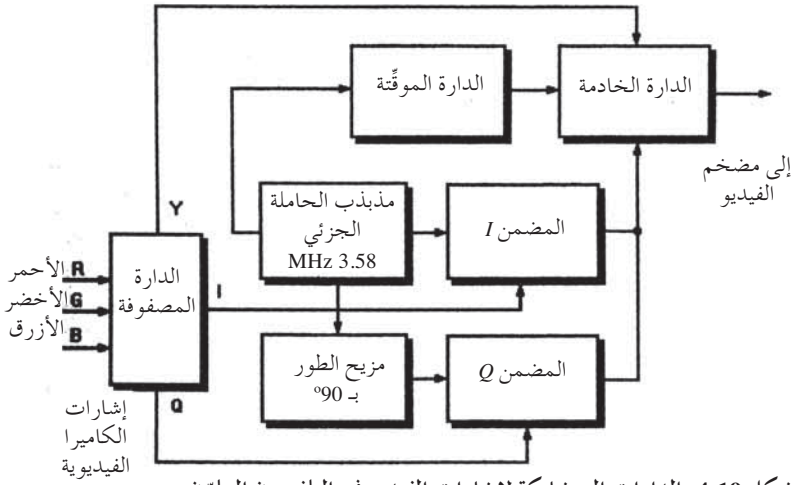 الدارة الموقِّتة
الدارة الخادمة
إلى مضخم
الفيديو
Y
مذبذب الحاملة
الجزئي
MHz 3.58
المضمن I
الدارة
المصفوفة
I
R الأحمر
G الأخضر
B الأزرق
مزيح الطور
بـ 90°
المضمن Q
Q
إشارات
الكاميرا
الفيديوية